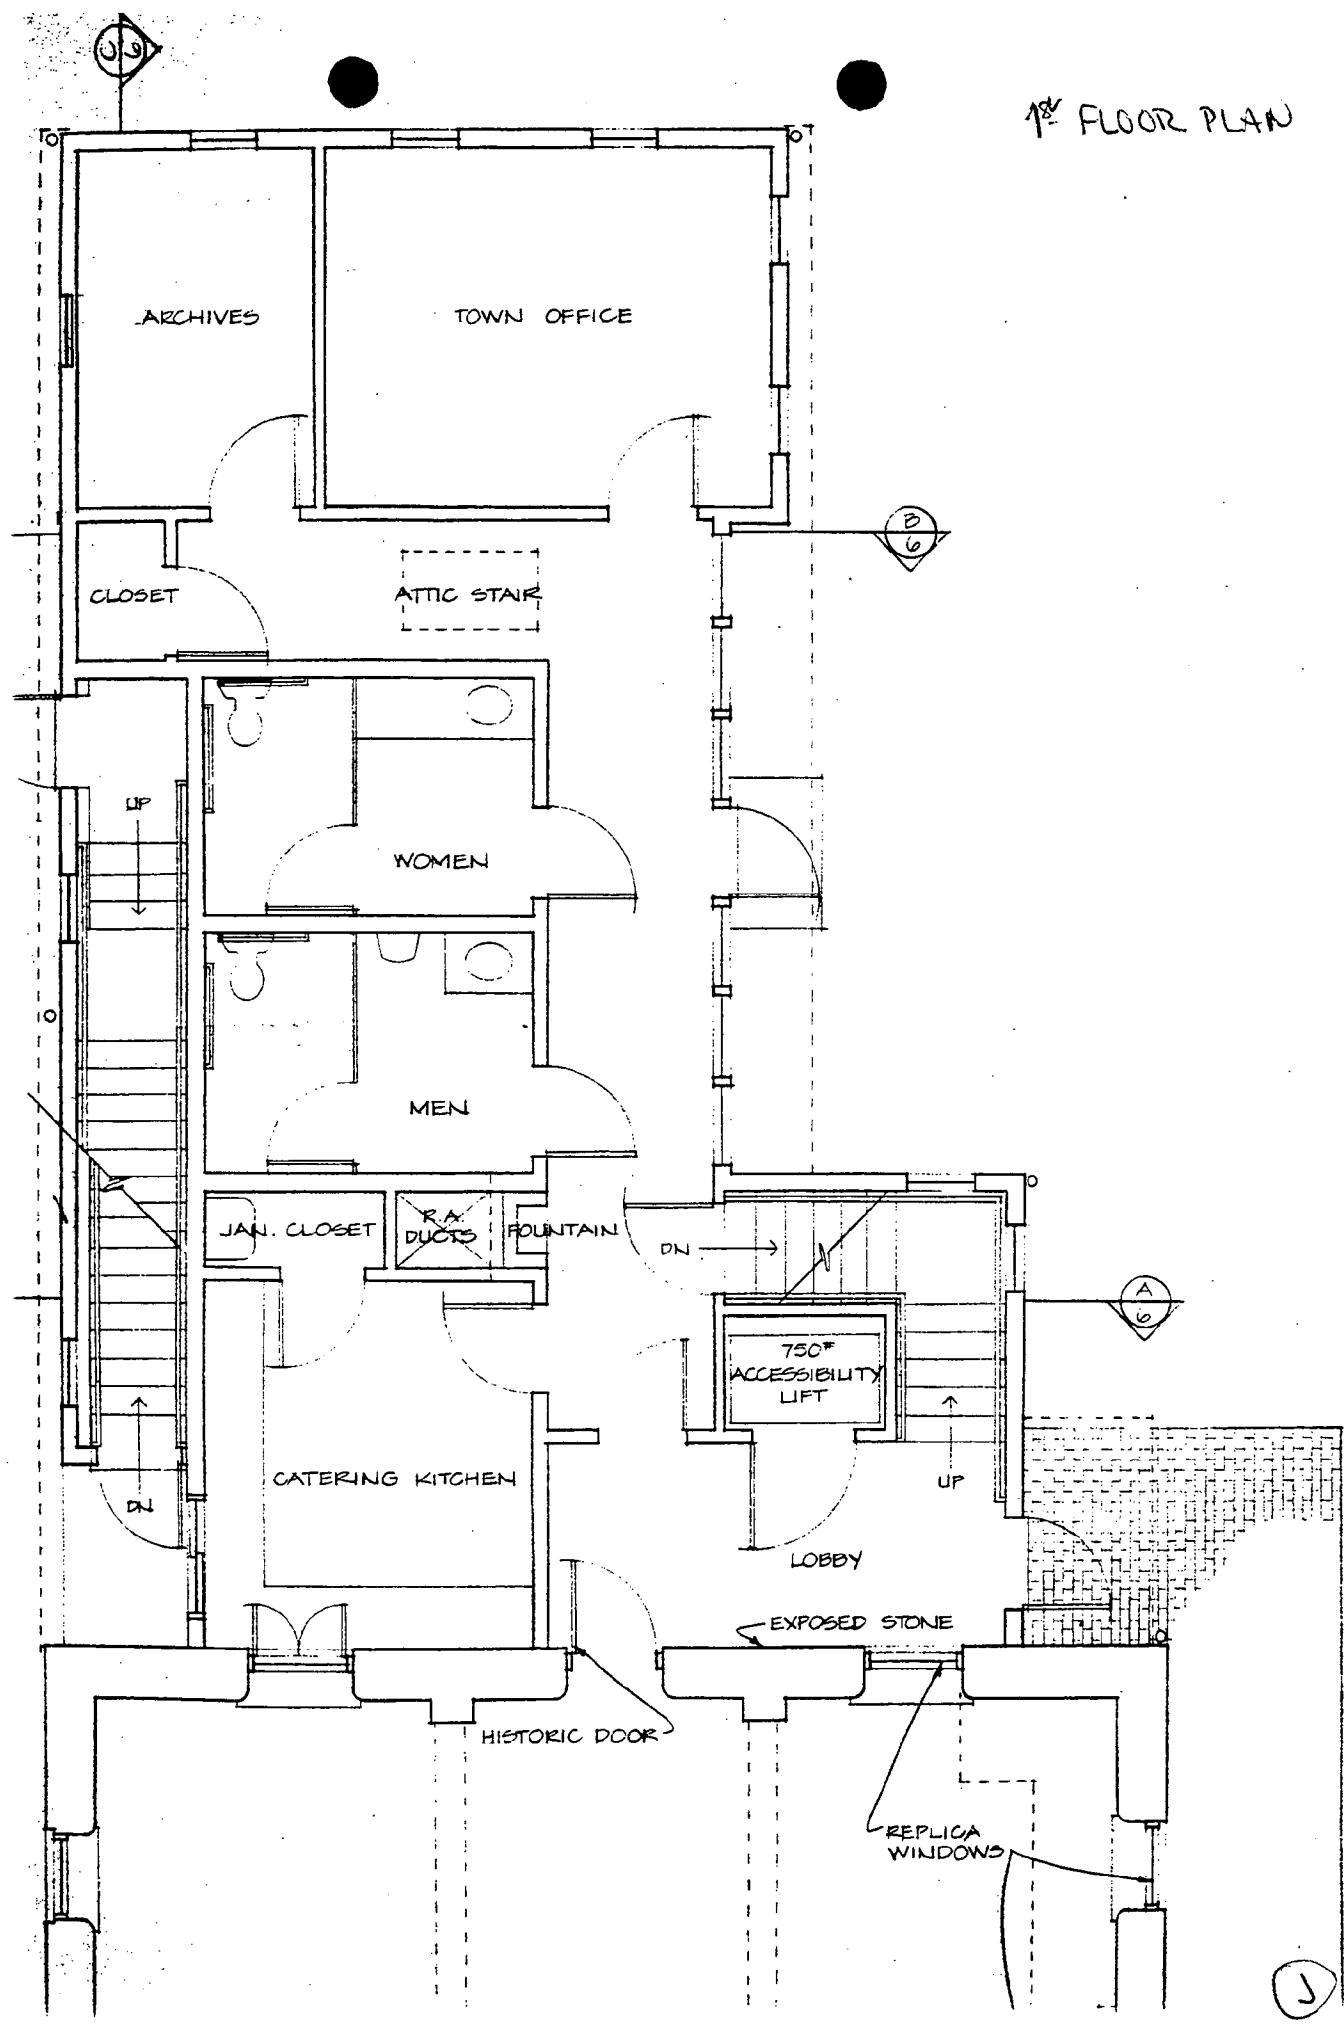 C
6
1st FLOOR PLAN
ARCHIVES
TOWN OFFICE
B
6
CLOSET
ATTIC STAIR
UP
WOMEN
MEN
JAN. CLOSET
R.A.
DUCTS
FOUNTAIN
DN
A
6
750#
ACCESSIBILITY
LIFT
CATERING KITCHEN
UP
DN
LOBBY
EXPOSED STONE
HISTORIC DOOR
REPLICA
WINDOWS
J